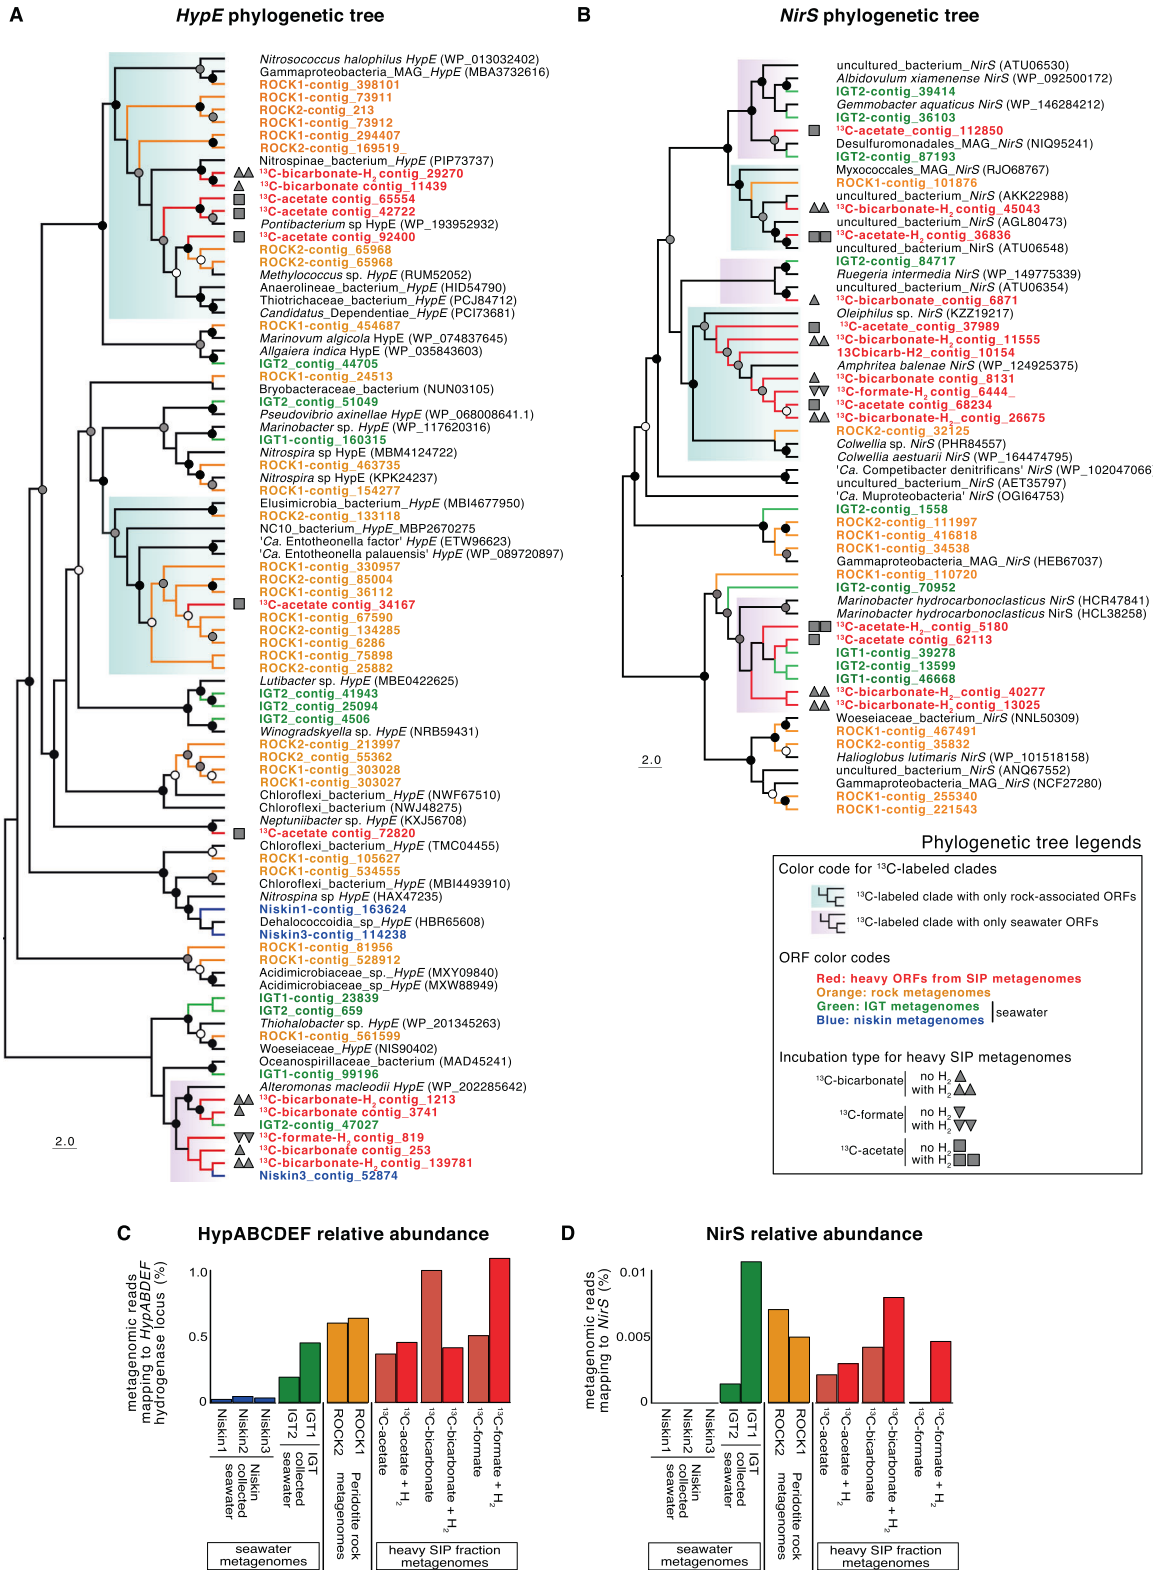 A
HypE phylogenetic tree
Nitrosococcus halophilus HypE (WP_013032402)
Gammaproteobacteria_MAG_HypE (MBA3732616)
ROCK1-contig_398101
ROCK1-contig_73911
ROCK2-contig_213
ROCK1-contig_73912
ROCK1-contig_294407
ROCK2-contig_169519_
Nitrospinae_bacterium_HypE (PIP73737)
13C-bicarbonate-H2 contig_29270
13C-bicarbonate contig_11439
13C-acetate contig_65554
13C-acetate contig_42722
Pontibacterium sp HypE (WP_193952932)
13C-acetate contig_92400
ROCK2-contig_65968
ROCK2-contig_65968
Methylococcus sp. HypE (RUM52052)
Anaerolineae_bacterium_HypE (HID54790)
Thiotrichaceae_bacterium_HypE (PCJ84712)
Candidatus_Dependentiae_HypE (PCI73681)
ROCK1-contig_454687
Marinovum algicola HypE (WP_074837645)
Allgaiera indica HypE (WP_035843603)
IGT2_contig_44705
ROCK1-contig_24513
Bryobacteraceae_bacterium (NUN03105)
IGT2_contig_51049
Pseudovibrio axinellae HypE (WP_068008641.1)
Marinobacter sp. HypE (WP_117620316)
IGT1-contig_160315
Nitrospira sp HypE (MBM4124722)
ROCK1-contig_463735
Nitrospira sp HypE (KPK24237)
ROCK1-contig_154277
Elusimicrobia_bacterium_HypE (MBI4677950)
ROCK2-contig_133118
NC10_bacterium_HypE_MBP2670275
'Ca. Entotheonella factor' HypE (ETW96623)
'Ca. Entotheonella palauensis' HypE (WP_089720897)
ROCK1-contig_330957
ROCK2-contig_85004
ROCK1-contig_36112
13C-acetate contig_34167
ROCK1-contig_67590
ROCK2-contig_134285
ROCK1-contig_6286
ROCK1-contig_75898
ROCK2-contig_25882
Lutibacter sp. HypE (MBE0422625)
IGT2_contig_41943
IGT2_contig_25094
IGT2_contig_4506
Winogradskyella sp. HypE (NRB59431)
ROCK2-contig_213997
ROCK2_contig_55362
ROCK1-contig_303028
ROCK1-contig_303027
Chloroflexi_bacterium_HypE (NWF67510)
Chloroflexi_bacterium (NWJ48275)
Neptuniibacter sp. HypE (KXJ56708)
13C-acetate contig_72820
Chloroflexi_bacterium_HypE (TMC04455)
ROCK1-contig_105627
ROCK1-contig_534555
Chloroflexi_bacterium_HypE (MBI4493910)
Nitrospina sp (HAX47235)
Niskin1-contig_163624
Dehalococcoidia_sp_HypE (HBR65608)
Niskin3-contig_114238
ROCK1-contig_81956
ROCK1-contig_528912
Acidimicrobiaceae_sp._HypE (MXY09840)
Acidimicrobiaceae_sp_HypE (MXW88949)
IGT1-contig_23839
IGT2_contig_659
Thiohalobacter sp. HypE (WP_201345263)
ROCK1-contig_561599
Woeseiaceae_HypE (NIS90402)
Oceanospirillaceae_bacterium (MAD45241)
IGT1-contig_99196
Alteromonas macleodii HypE (WP_202285642)
13C-bicarbonate-H2 contig_1213
13C-bicarbonate contig_3741
IGT2-contig_47027
13C-formate-H2 contig_819
13C-bicarbonate contig_253
13C-bicarbonate-H2 contig_139781
Niskin3_contig_52874
2.0
B
NirS phylogenetic tree
uncultured_bacterium_NirS (ATU06530)
Albidovulum xiamenense NirS (WP_092500172)
IGT2-contig_39414
Gemmobacter aquaticus NirS (WP_146284212)
IGT2-contig_36103
13C-acetate_contig_112850
Desulfuromonadales_MAG_NirS (NIQ95241)
IGT2-contig_87193
Myxococcales_MAG_NirS (RJO68767)
ROCK1-contig_101876
uncultured_bacterium_NirS (AKK22988)
13C-bicarbonate-H2 contig_45043
uncultured_bacterium_NirS (AGL80473)
13C-acetate-H2 contig_36836
uncultured_bacterium_NirS (ATU06548)
IGT2-contig_84717
Ruegeria intermedia NirS (WP_149775339)
uncultured_bacterium_NirS (ATU06354)
13C-bicarbonate_contig_6871
Oleiphilus sp. NirS (KZZ19217)
13C-acetate_contig_37989
13C-bicarbonate-H2_contig_11555
13Cbicarb-H2_contig_10154
Amphritea balenae NirS (WP_124925375)
13C-bicarbonate contig_8131
13C-formate-H2_contig_6444_
13C-acetate contig_68234
13C-bicarbonate-H2_contig_26675
ROCK2-contig_32125
Colwellia sp. NirS (PHR84557)
Colwellia aestuarii NirS (WP_164474795)
'Ca. Competibacter denitrificans' NirS (WP_102047066
uncultured_bacterium_NirS (AET35797)
'Ca. Muproteobacteria' NirS (OGI64753)
IGT2-contig_1558
ROCK2-contig_111997
ROCK1-contig_416818
ROCK1-contig_34538
Gammaproteobacteria_MAG_NirS (HEB67037)
ROCK1-contig_110720
IGT2-contig_70952
Marinobacter hydrocarbonoclasticus NirS (HCR47841)
Marinobacter hydrocarbonoclasticus NirS (HCL38258)
13C-acetate-H2_contig_5180
13C-acetate contig_62113
IGT1-contig_39278
IGT2-contig_13599
IGT1-contig_46668
13C-bicarbonate-H2_contig_40277
13C-bicarbonate-H2_contig_13025
Woeseiaceae_bacterium_NirS (NNL50309)
ROCK1-contig_467491
ROCK2-contig_35832
Halioglobus lutimaris NirS (WP_101518158)
uncultured_bacterium_NirS (ANQ67552)
Gammaproteobacteria_MAG_NirS (NCF27280)
ROCK1-contig_255340
ROCK1-contig_221543
2.0
Phylogenetic tree legends
Color code for 13C-labeled clades
13C-labeled clade with only rock-associated ORFs
13C-labeled clade with only seawater ORFs
ORF color codes
Red: heavy ORFs from SIP metagenomes
Orange: rock metagenomes
Green: IGT metagenomes
Blue: niskin metagenomes
seawater
Incubation type for heavy SIP metagenomes
13C-bicarbonate
no H2
with H2
13C-formate
no H2
with H2
13C-acetate
no H2
with H2
C
HypABCDEF relative abundance
metagenomic reads
mapping to HypABDEF
hydrogenase locus (%)
1.0
0.5
0
Niskin1
Niskin2
Niskin3
IGT2
IGT1
ROCK2
ROCK1
13C-acetate
13C-acetate + H2
13C-bicarbonate
13C-bicarbonate + H2
13C-formate
13C-formate + H2
Niskin
collected
seawater
IGT
collected
seawater
Peridotite rock
metagenomes
seawater
metagenomes
heavy SIP fraction
metagenomes
D
NirS relative abundance
metagenomic reads
mapping to NirS (%)
0.01
0.005
0
Niskin1
Niskin2
Niskin3
IGT2
IGT1
ROCK2
ROCK1
13C-acetate
13C-acetate + H2
13C-bicarbonate
13C-bicarbonate + H2
13C-formate
13C-formate + H2
Niskin
collected
seawater
IGT
collected
seawater
Peridotite rock
metagenomes
seawater
metagenomes
heavy SIP fraction
metagenomes